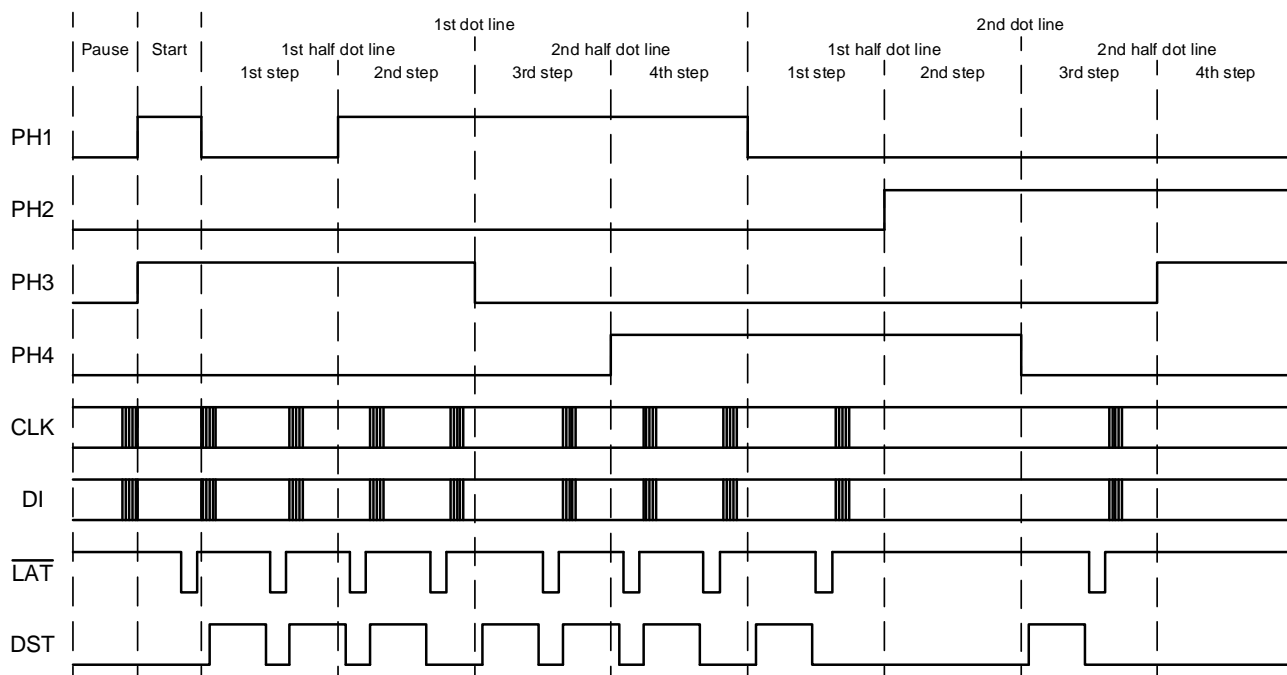 1st dot line
2nd dot line
Pause Start 1st half dot line 2nd half dot line 1st half dot line 2nd half dot line
1st step 2nd step 3rd step 4th step 1st step 2nd step 3rd step 4th step
PH1
PH2
PH3
PH4
CLK
DI
LAT
DST